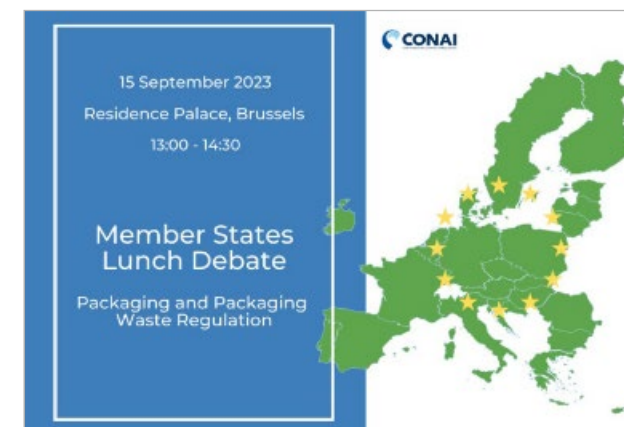 CONAI
15 September 2023
Residence Palace, Brussels
13:00 - 14:30
Member States
Lunch Debate
Packaging and Packaging
Waste Regulation